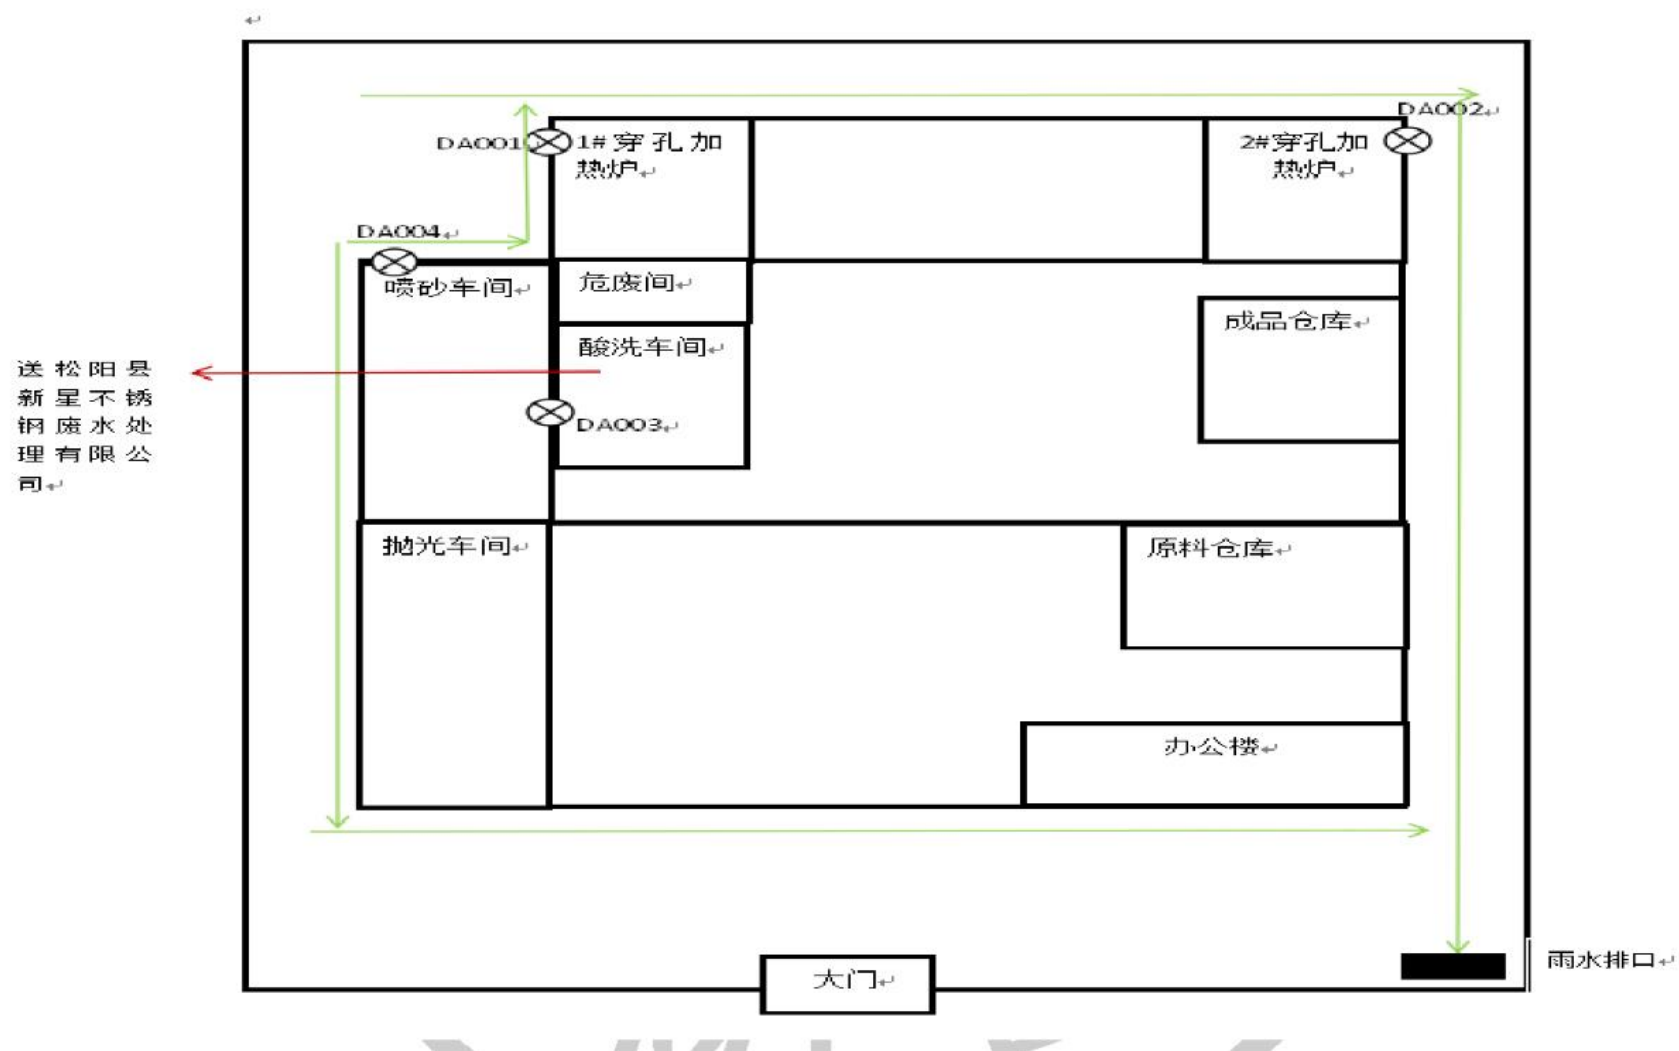 DA002
DA001
1#穿孔加
热炉
2#穿孔加
热炉
DA004
喷砂车间
危废间
成品仓库
酸洗车间
送松阳县
新星不锈
钢废水处
理有限公
司
DA003
抛光车间
原料仓库
办公楼
雨水排口
大门